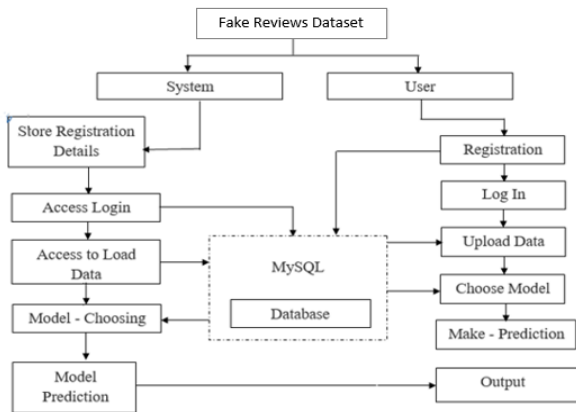 Fake Reviews Dataset
System
User
Store Registration
Details
Registration
Access Login
Log In
Access to Load
Data
MySQL
Upload Data
Database
Choose Model
Model - Choosing
Make - Prediction
Model
Prediction
Output